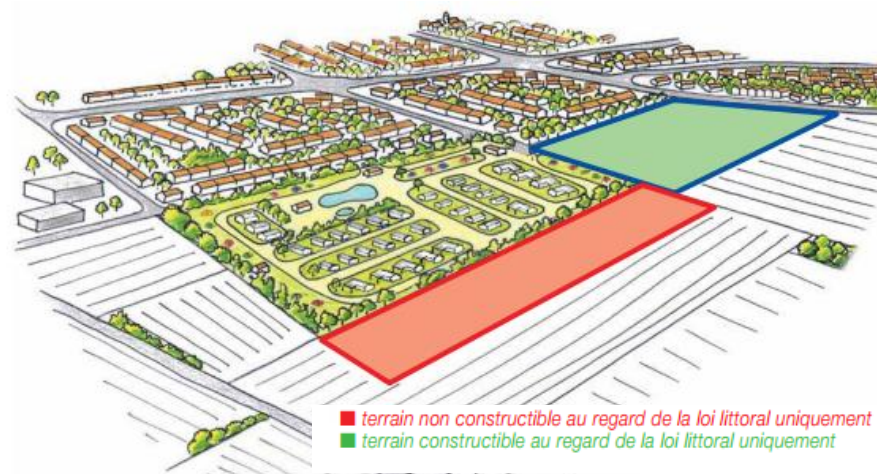 terrain non constructible au regard de la loi littoral uniquement
terrain constructible au regard de la loi littoral uniquement